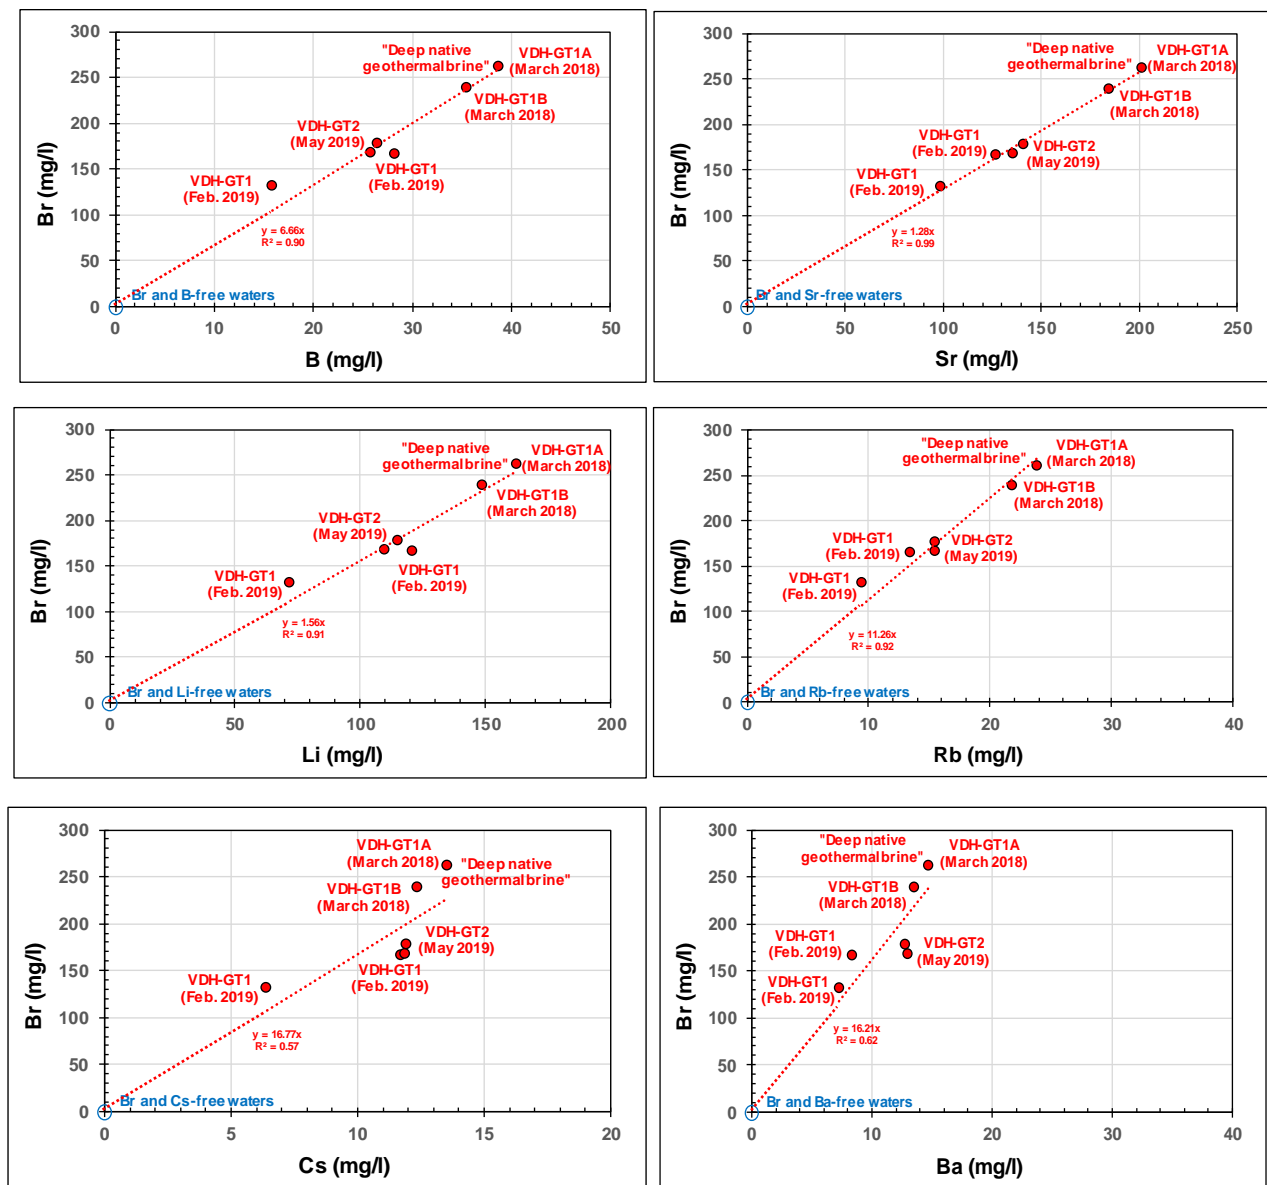 300
250
200
150
100
50
0
Br (mg/l)
"Deep native
geothermalbrine"
VDH-GT1A
(March 2018)
VDH-GT1B
(March 2018)
VDH-GT2
(May 2019)
VDH-GT1
(Feb. 2019)
VDH-GT1
(Feb. 2019)
y = 6.66x
R² = 0.90
Br and B-free waters
0 10 20 30 40 50
B (mg/l)
300
250
200
150
100
50
0
Br (mg/l)
"Deep native
geothermal brine"
VDH-GT1A
(March 2018)
VDH-GT1B
(March 2018)
VDH-GT1
(Feb. 2019)
VDH-GT2
(May 2019)
VDH-GT1
(Feb. 2019)
y = 1.28x
R² = 0.99
Br and Sr-free waters
0 50 100 150 200 250
Sr (mg/l)
300
250
200
150
100
50
0
Br (mg/l)
"Deep native
geothermalbrine"
VDH-GT1A
(March 2018)
VDH-GT1B
(March 2018)
VDH-GT2
(May 2019)
VDH-GT1
(Feb. 2019)
VDH-GT1
(Feb. 2019)
y = 1.56x
R² = 0.91
Br and Li-free waters
0 50 100 150 200
Li (mg/l)
300
250
200
150
100
50
0
Br (mg/l)
"Deep native
geothermalbrine"
VDH-GT1A
(March 2018)
VDH-GT1B
(March 2018)
VDH-GT1
(Feb. 2019)
VDH-GT2
(May 2019)
VDH-GT1
(Feb. 2019)
y = 11.26x
R² = 0.92
Br and Rb-free waters
0 10 20 30 40
Rb (mg/l)
300
250
200
150
100
50
0
Br (mg/l)
VDH-GT1A
(March 2018)
"Deep native
geothermalbrine"
VDH-GT1B
(March 2018)
VDH-GT2
(May 2019)
VDH-GT1
(Feb. 2019)
VDH-GT1
(Feb. 2019)
y = 16.77x
R² = 0.57
Br and Cs-free waters
0 5 10 15 20
Cs (mg/l)
300
250
200
150
100
50
0
Br (mg/l)
"Deep native
geothermalbrine"
VDH-GT1A
(March 2018)
VDH-GT1B
(March 2018)
VDH-GT1
(Feb. 2019)
VDH-GT2
(May 2019)
VDH-GT1
(Feb. 2019)
y = 16.21x
R² = 0.62
Br and Ba-free waters
0 10 20 30 40
Ba (mg/l)